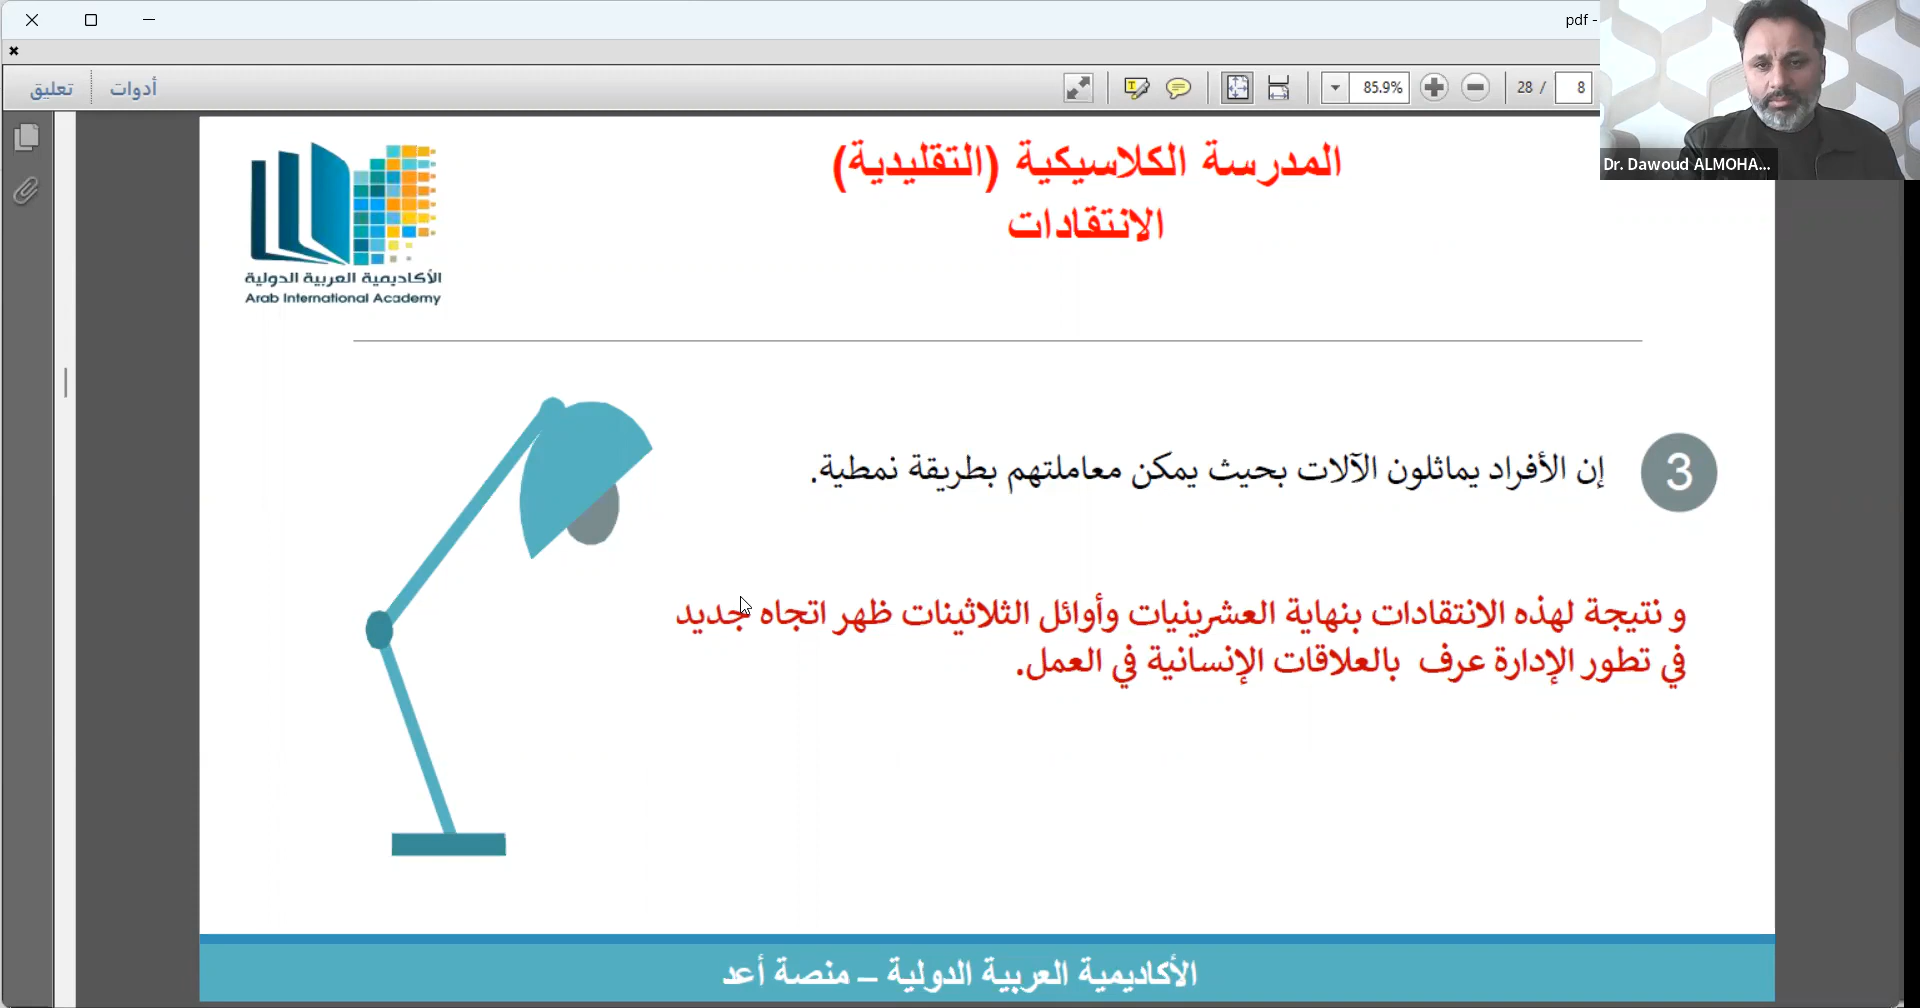 pdf -
أدوات
تعليق
85.9%
28 /
8
Dr. Dawoud ALMOHA...
المدرسة الكلاسيكية (التقليدية)
الانتقادات
الأكاديمية العربية الدولية
Arab International Academy
3
إن الأفراد يماثلون الآلات بحيث يمكن معاملتهم بطريقة نمطية.
و نتيجة لهذه الانتقادات بنهاية العشرينيات وأوائل الثلاثينات ظهر اتجاه جديد
في تطور الإدارة عرف بالعلاقات الإنسانية في العمل.
الأكاديمية العربية الدولية – منصة أعد